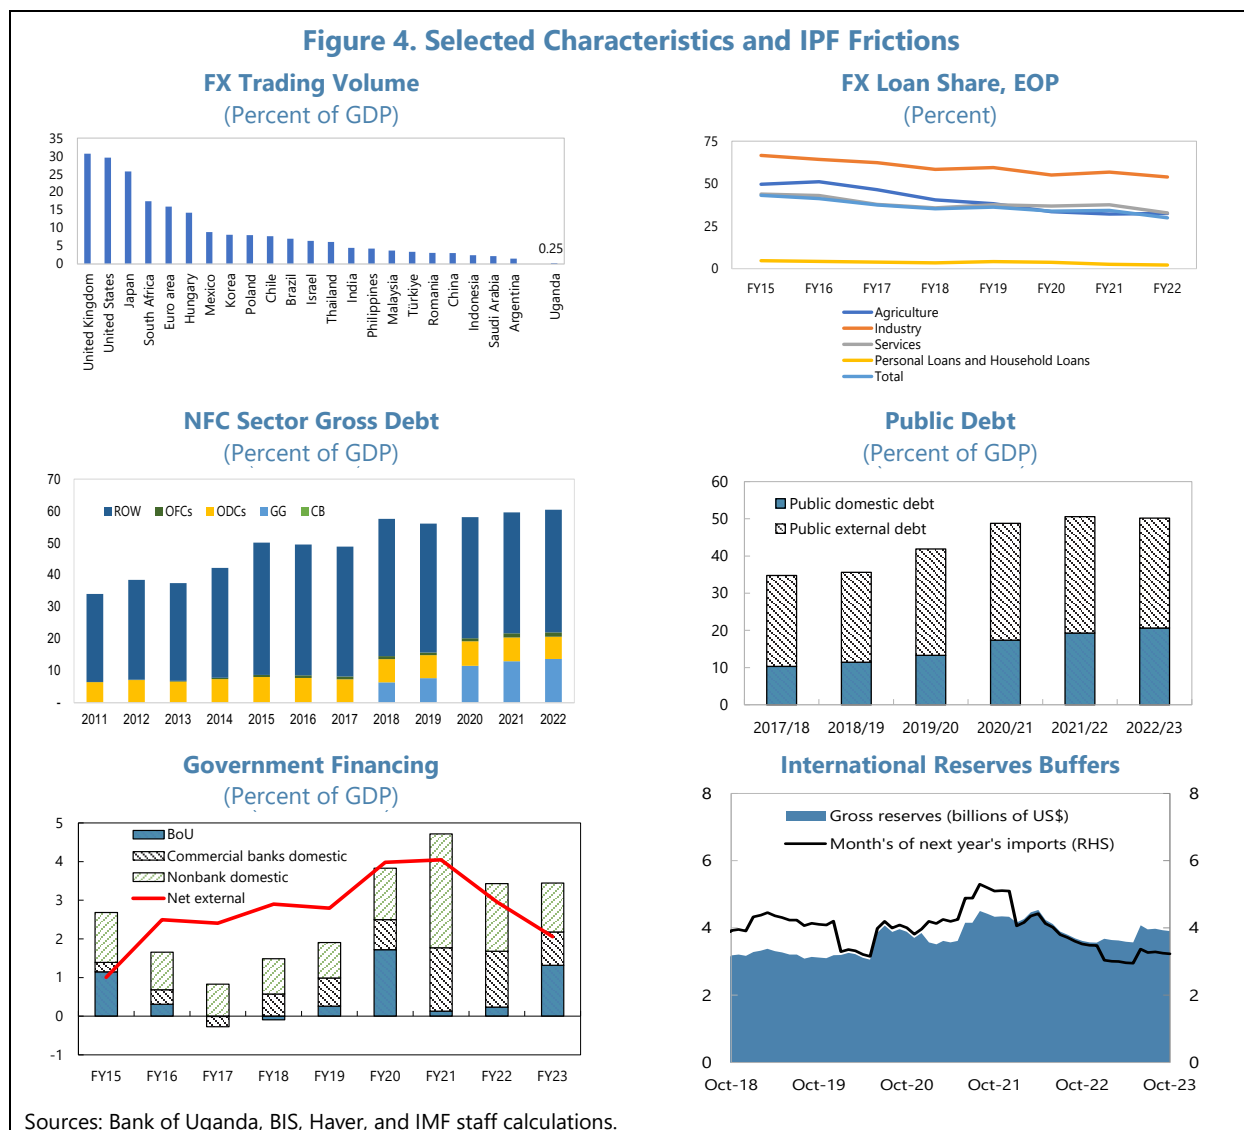 Figure 4. Selected Characteristics and IPF Frictions
FX Trading Volume
(Percent of GDP)
35
30
25
20
15
10
5
0
0.25
United Kingdom
United States
Japan
South Africa
Euro area
Hungary
Mexico
Korea
Poland
Chile
Brazil
Israel
Thailand
India
Philippines
Malaysia
Türkiye
Romania
China
Indonesia
Saudi Arabia
Argentina
Uganda
FX Loan Share, EOP
(Percent)
75
50
25
0
FY15 FY16 FY17 FY18 FY19 FY20 FY21 FY22
Agriculture
Industry
Services
Personal Loans and Household Loans
Total
NFC Sector Gross Debt
(Percent of GDP)
70
60
50
40
30
20
10
-
ROW OFCs ODCs GG CB
2011 2012 2013 2014 2015 2016 2017 2018 2019 2020 2021 2022
Public Debt
(Percent of GDP)
60
50
40
30
20
10
0
Public domestic debt
Public external debt
2017/18 2018/19 2019/20 2020/21 2021/22 2022/23
Government Financing
(Percent of GDP)
5
4
3
2
1
0
-1
BoU
Commercial banks domestic
Nonbank domestic
Net external
FY15 FY16 FY17 FY18 FY19 FY20 FY21 FY22 FY23
International Reserves Buffers
8
6
4
2
0
Gross reserves (billions of US$)
Month's of next year's imports (RHS)
8
6
4
2
0
Oct-18 Oct-19 Oct-20 Oct-21 Oct-22 Oct-23
Sources: Bank of Uganda, BIS, Haver, and IMF staff calculations.